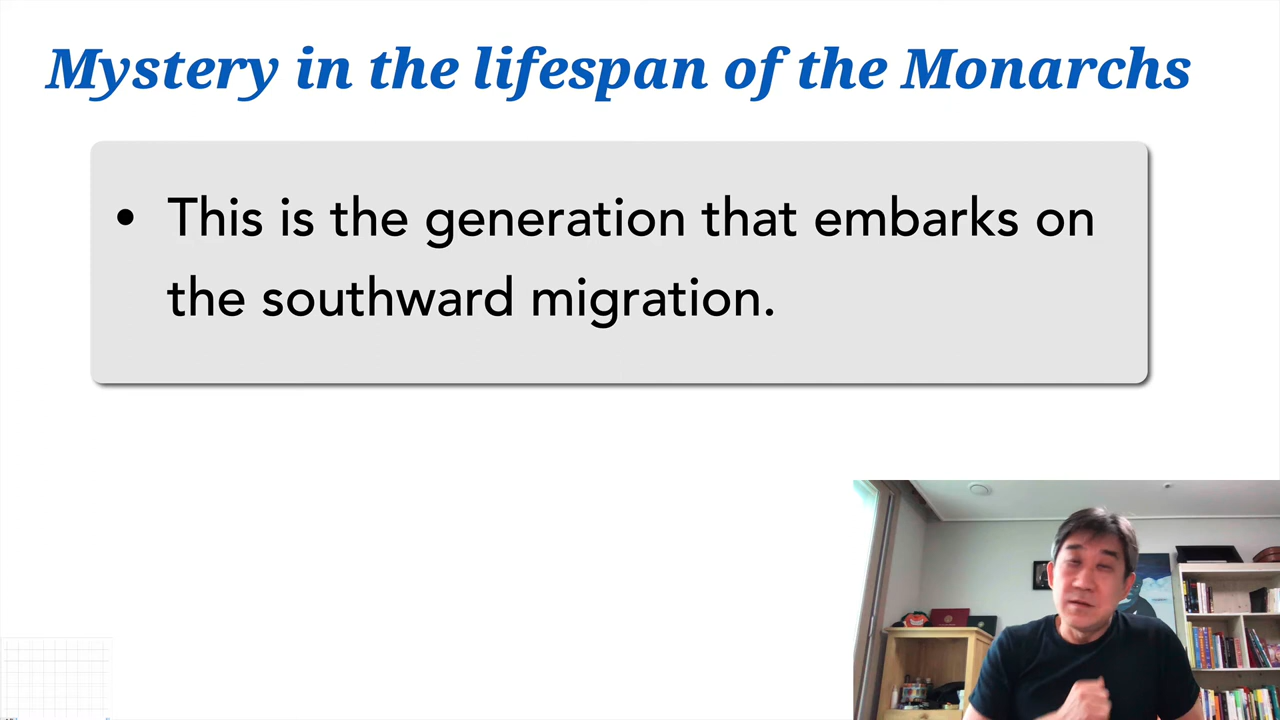 Mystery in the lifespan of the Monarchs
• This is the generation that embarks on
the southward migration.